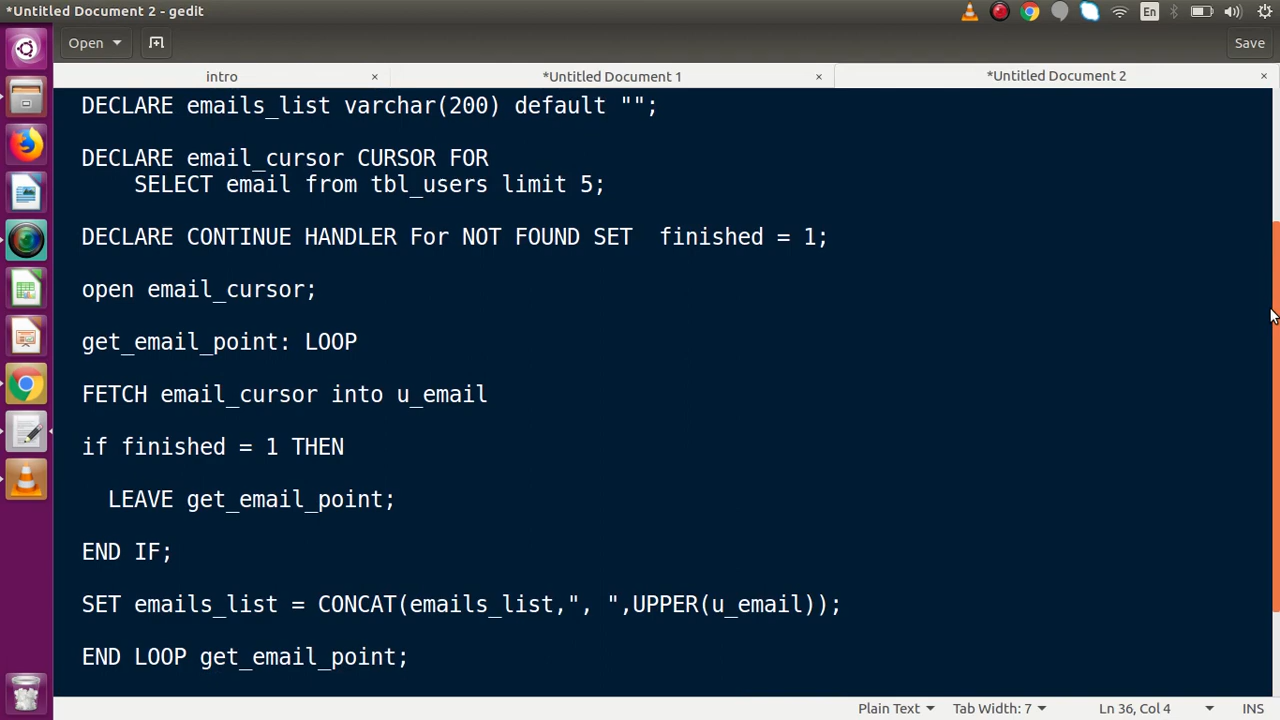 *Untitled Document 2 - gedit
En
Open
Save
intro
*Untitled Document 1
*Untitled Document 2
DECLARE emails_list varchar(200) default "";
DECLARE email_cursor CURSOR FOR
SELECT email from tbl_users limit 5;
DECLARE CONTINUE HANDLER For NOT FOUND SET  finished = 1;
open email_cursor;
get_email_point: LOOP
FETCH email_cursor into u_email
if finished = 1 THEN
LEAVE get_email_point;
END IF;
SET emails_list = CONCAT(emails_list,", ",UPPER(u_email));
END LOOP get_email_point;
Plain Text
Tab Width: 7
Ln 36, Col 4
INS